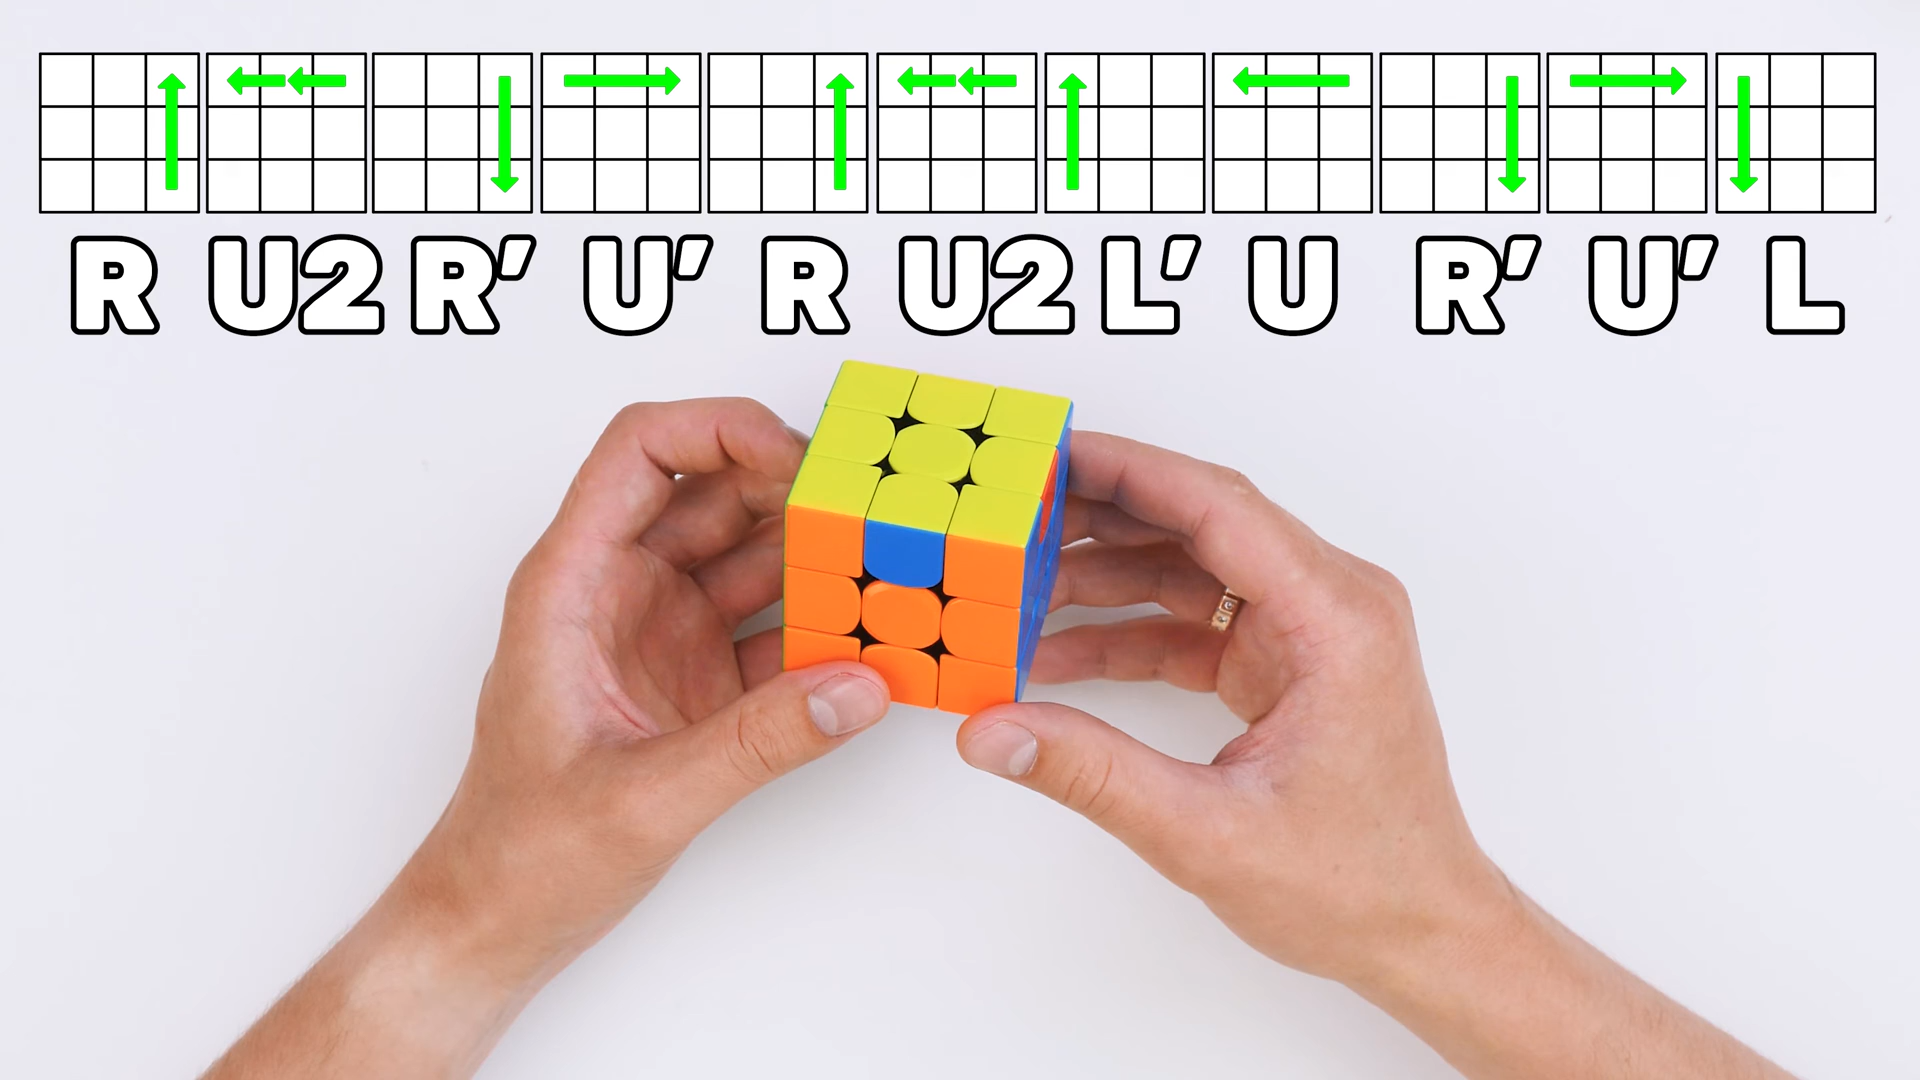 R U2 R′ U′ R U2 L′ U R′ U′ L